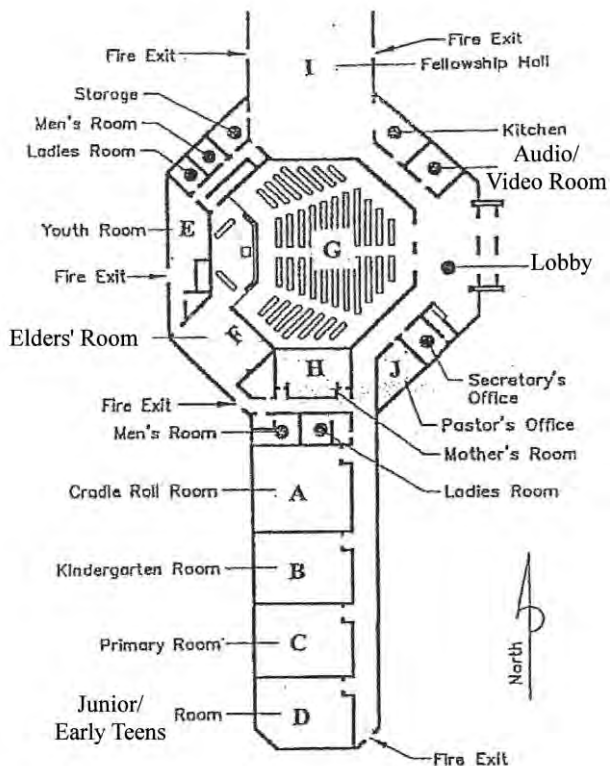 Fire Exit
Fire Exit
I
Fellowship Hall
Storage
Men's Room
Kitchen
Ladies Room
Audio/
Video Room
E
Youth Room
G
Fire Exit
Lobby
Elders' Room
F
H
J
Secretary's
Office
Fire Exit
Pastor's Office
Men's Room
Mother's Room
Cradle Roll Room
A
Ladies Room
Kindergarten Room
B
Primary Room
C
North
Junior/
Early Teens
Room
D
Fire Exit